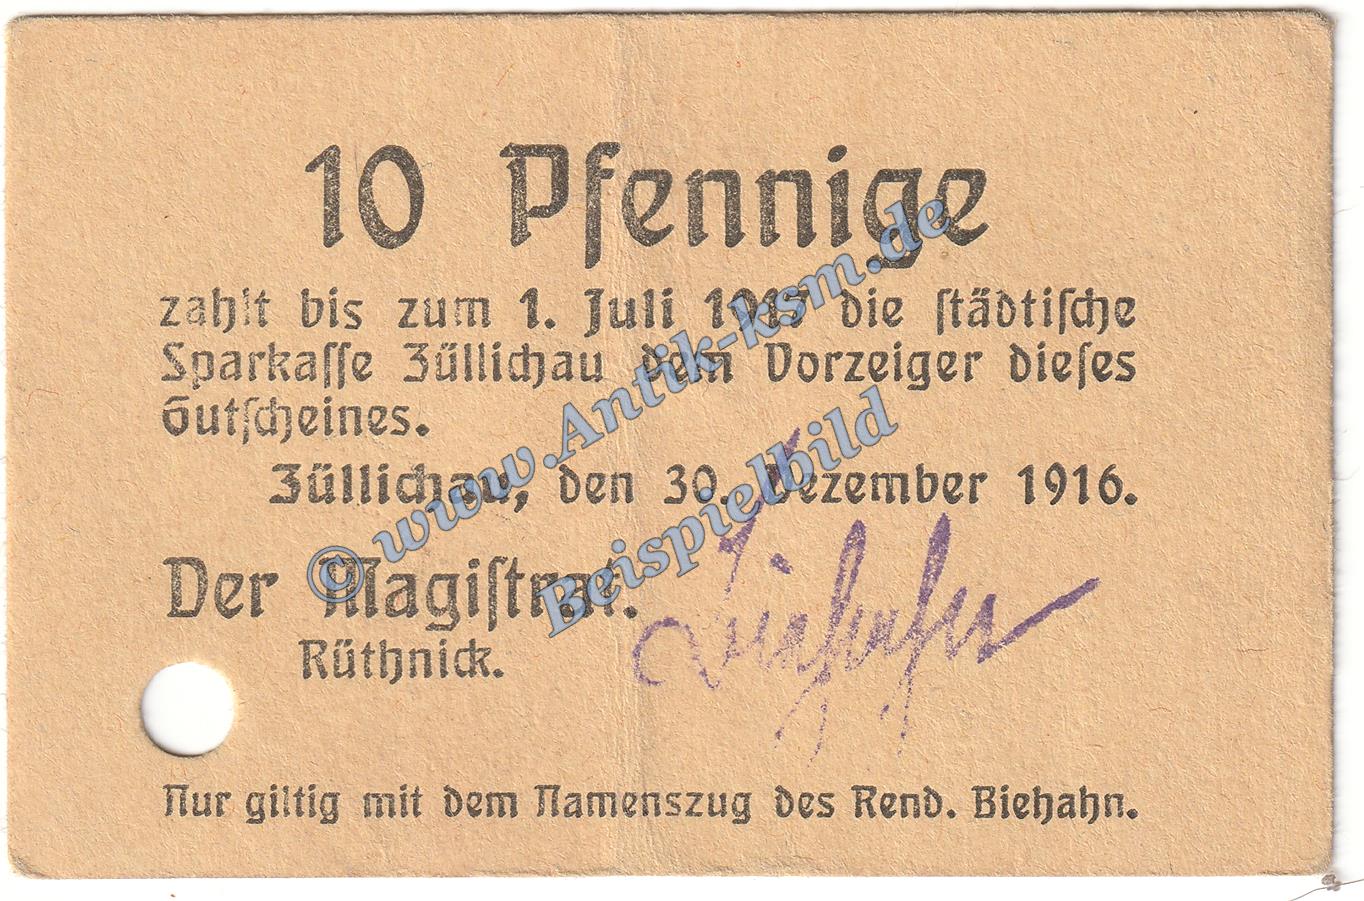 10 Pfennige
zahlt bis zum 1. Juli 1917 die städtische
Sparkasse Züllichau dem Vorzeiger dieses
Gutscheines.
Züllichau, den 30. Dezember 1916.
Der Magistrat.
Rüthnick.
Nur giltig mit dem Namenszug des Rend. Biehahn.
© www.Antik-ksm.de
Beispielbild